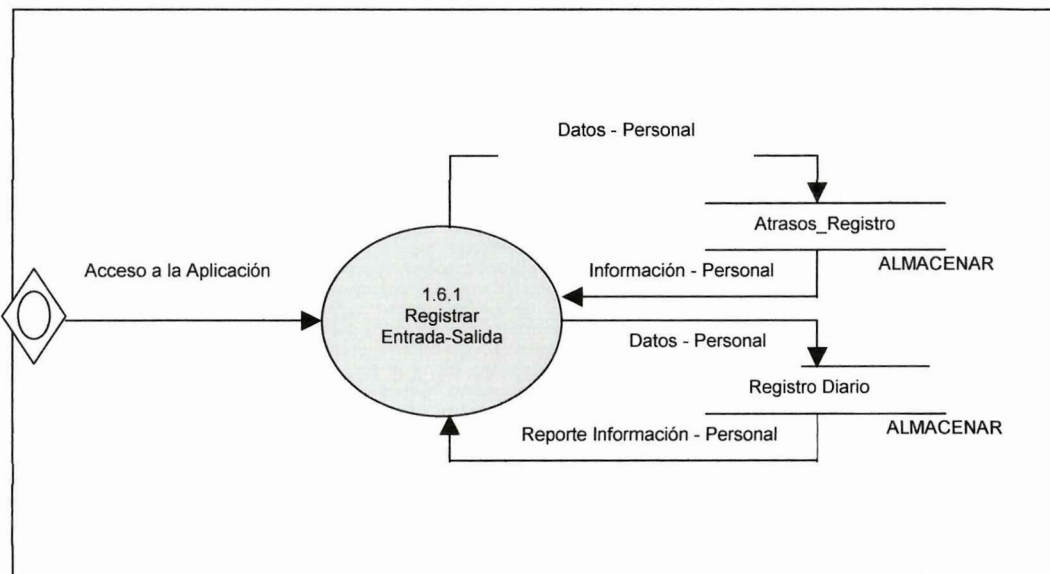 Datos - Personal
Atrasos_Registro
ALMACENAR
Acceso a la Aplicación
Información - Personal
1.6.1
Registrar
Entrada-Salida
Datos - Personal
Registro Diario
ALMACENAR
Reporte Información - Personal